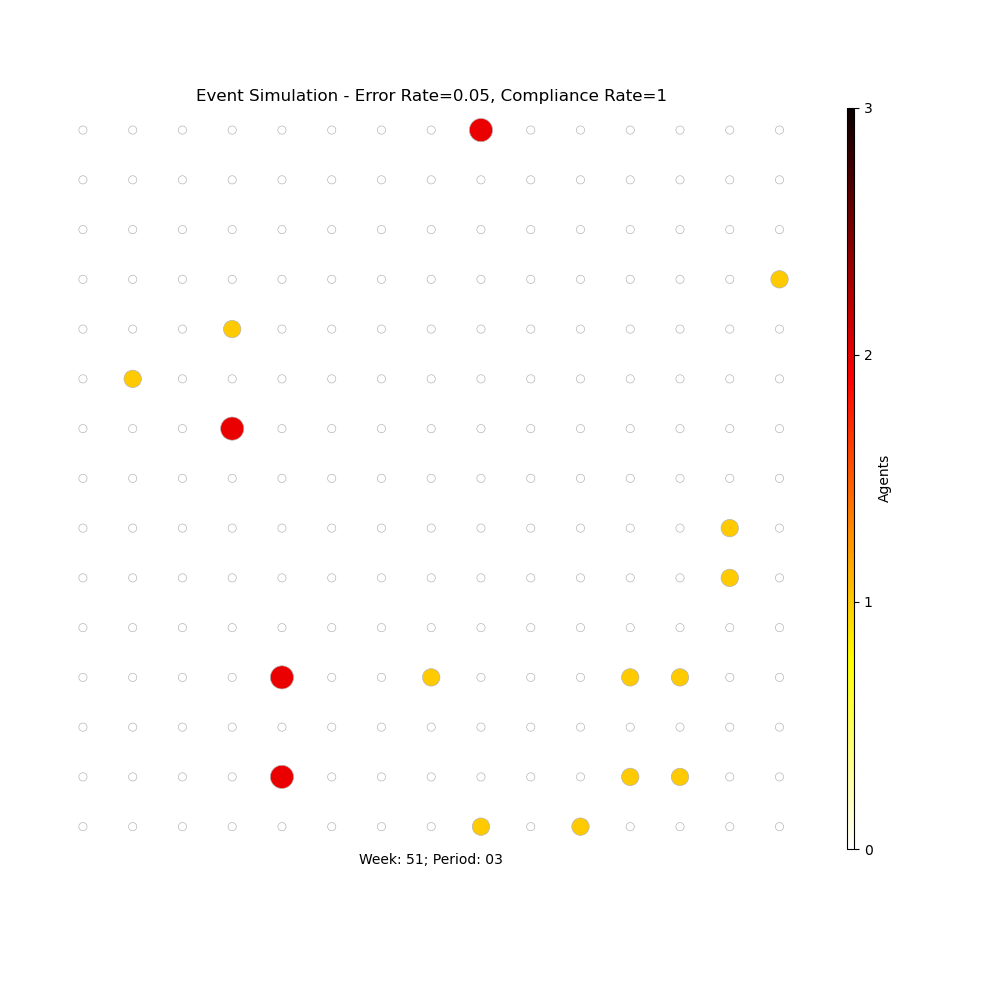 Event Simulation - Error Rate=0.05, Compliance Rate=1
3
2
Agents
1
0
Week: 51; Period: 03